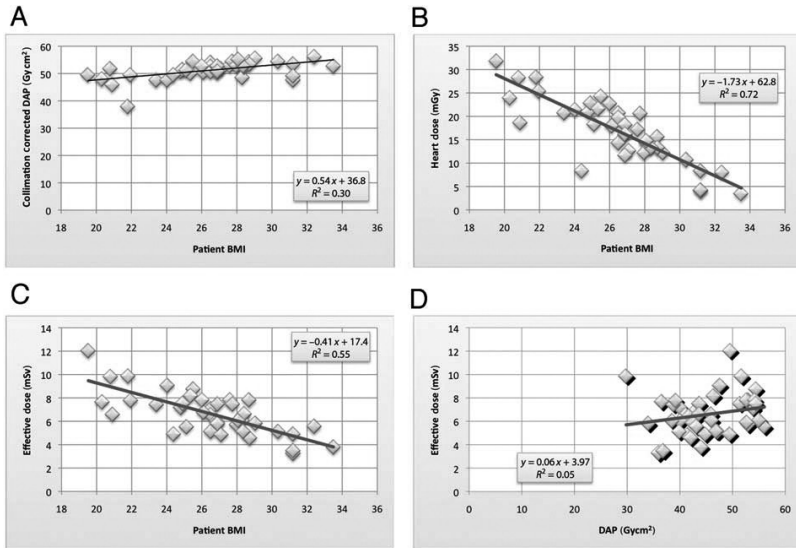 A
Collimation corrected DAP (Gy cm²)
60
50
40
30
20
10
0
y = 0.54 x + 36.8
R² = 0.30
18 20 22 24 26 28 30 32 34 36
Patient BMI
B
Heart dose (mGy)
35
30
25
20
15
10
5
0
y = –1.73 x + 62.8
R² = 0.72
18 20 22 24 26 28 30 32 34 36
Patient BMI
C
Effective dose (mSv)
14
12
10
8
6
4
2
0
y = –0.41 x + 17.4
R² = 0.55
18 20 22 24 26 28 30 32 34 36
Patient BMI
D
Effective dose (mSv)
14
12
10
8
6
4
2
0
y = 0.06 x + 3.97
R² = 0.05
0 10 20 30 40 50 60
DAP (Gycm²)